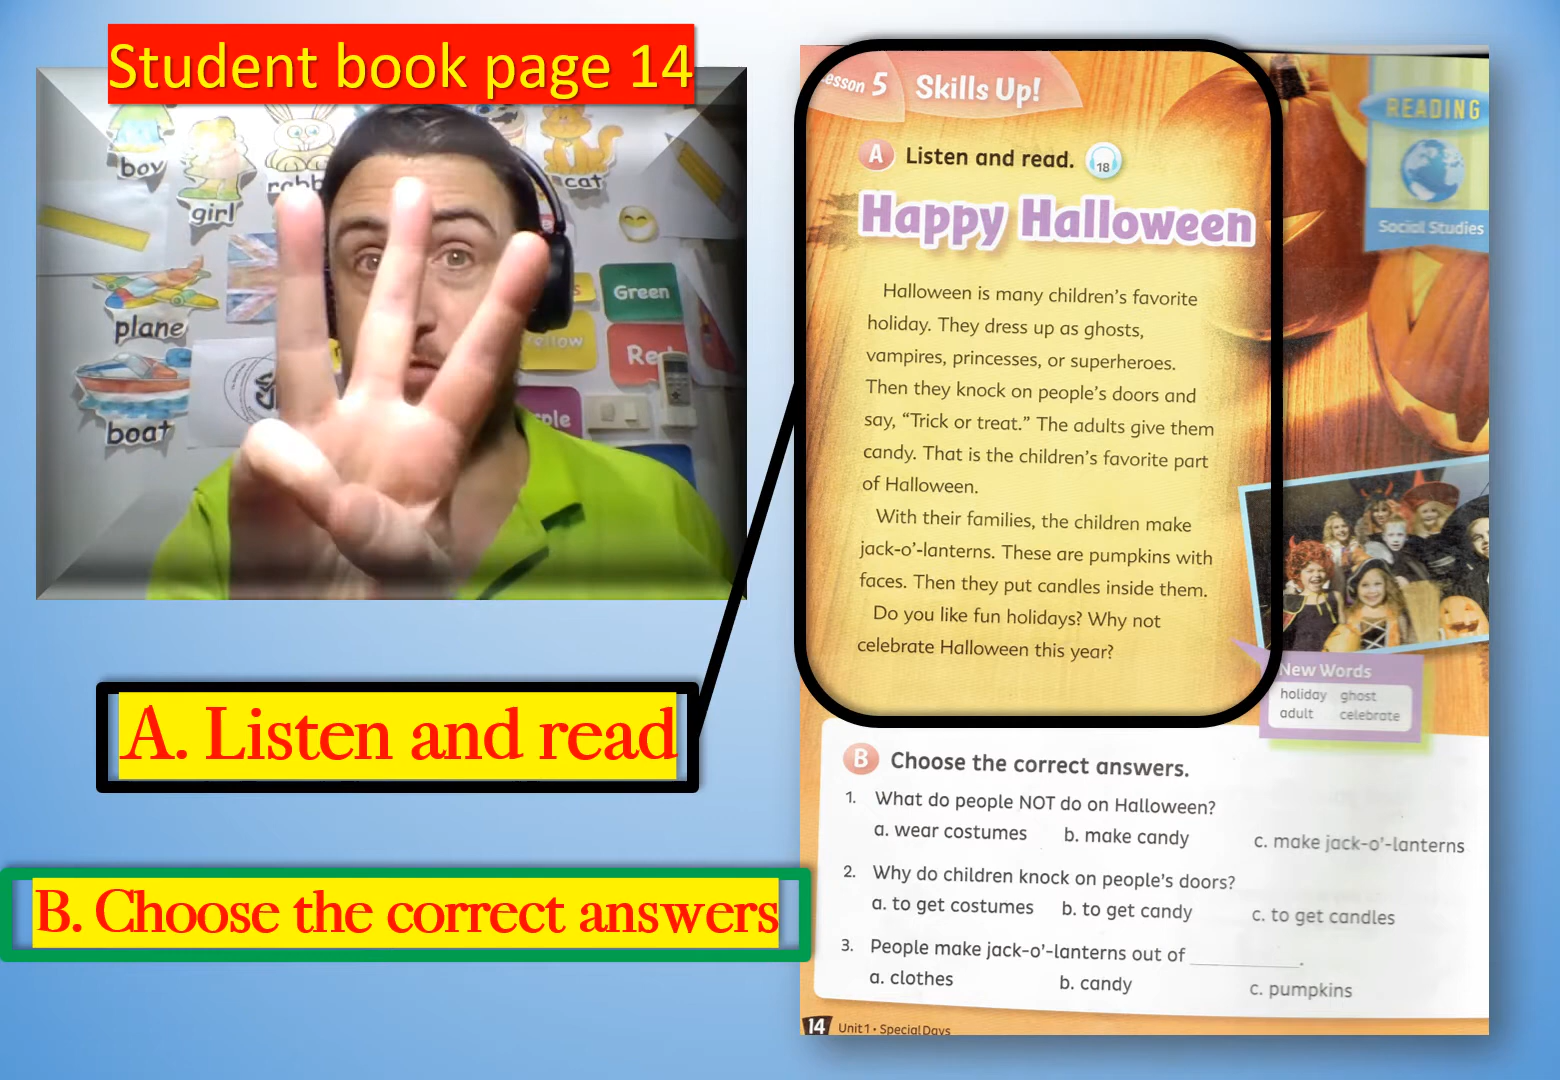 Student book page 14
boy
girl
rabb
cat
plane
boat
Green
ellow
Re
ple
A. Listen and read
B. Choose the correct answers
esson 5
Skills Up!
READING
Social Studies
A Listen and read. 18
Happy Halloween
Halloween is many children's favorite
holiday. They dress up as ghosts,
vampires, princesses, or superheroes.
Then they knock on people's doors and
say, "Trick or treat." The adults give them
candy. That is the children's favorite part
of Halloween.
With their families, the children make
jack-o'-lanterns. These are pumpkins with
faces. Then they put candles inside them.
Do you like fun holidays? Why not
celebrate Halloween this year?
New Words
holiday ghost
adult celebrate
B Choose the correct answers.
1. What do people NOT do on Halloween?
a. wear costumes b. make candy c. make jack-o'-lanterns
2. Why do children knock on people's doors?
a. to get costumes b. to get candy c. to get candles
3. People make jack-o'-lanterns out of ____________.
a. clothes b. candy c. pumpkins
14 Unit 1 • Special Days